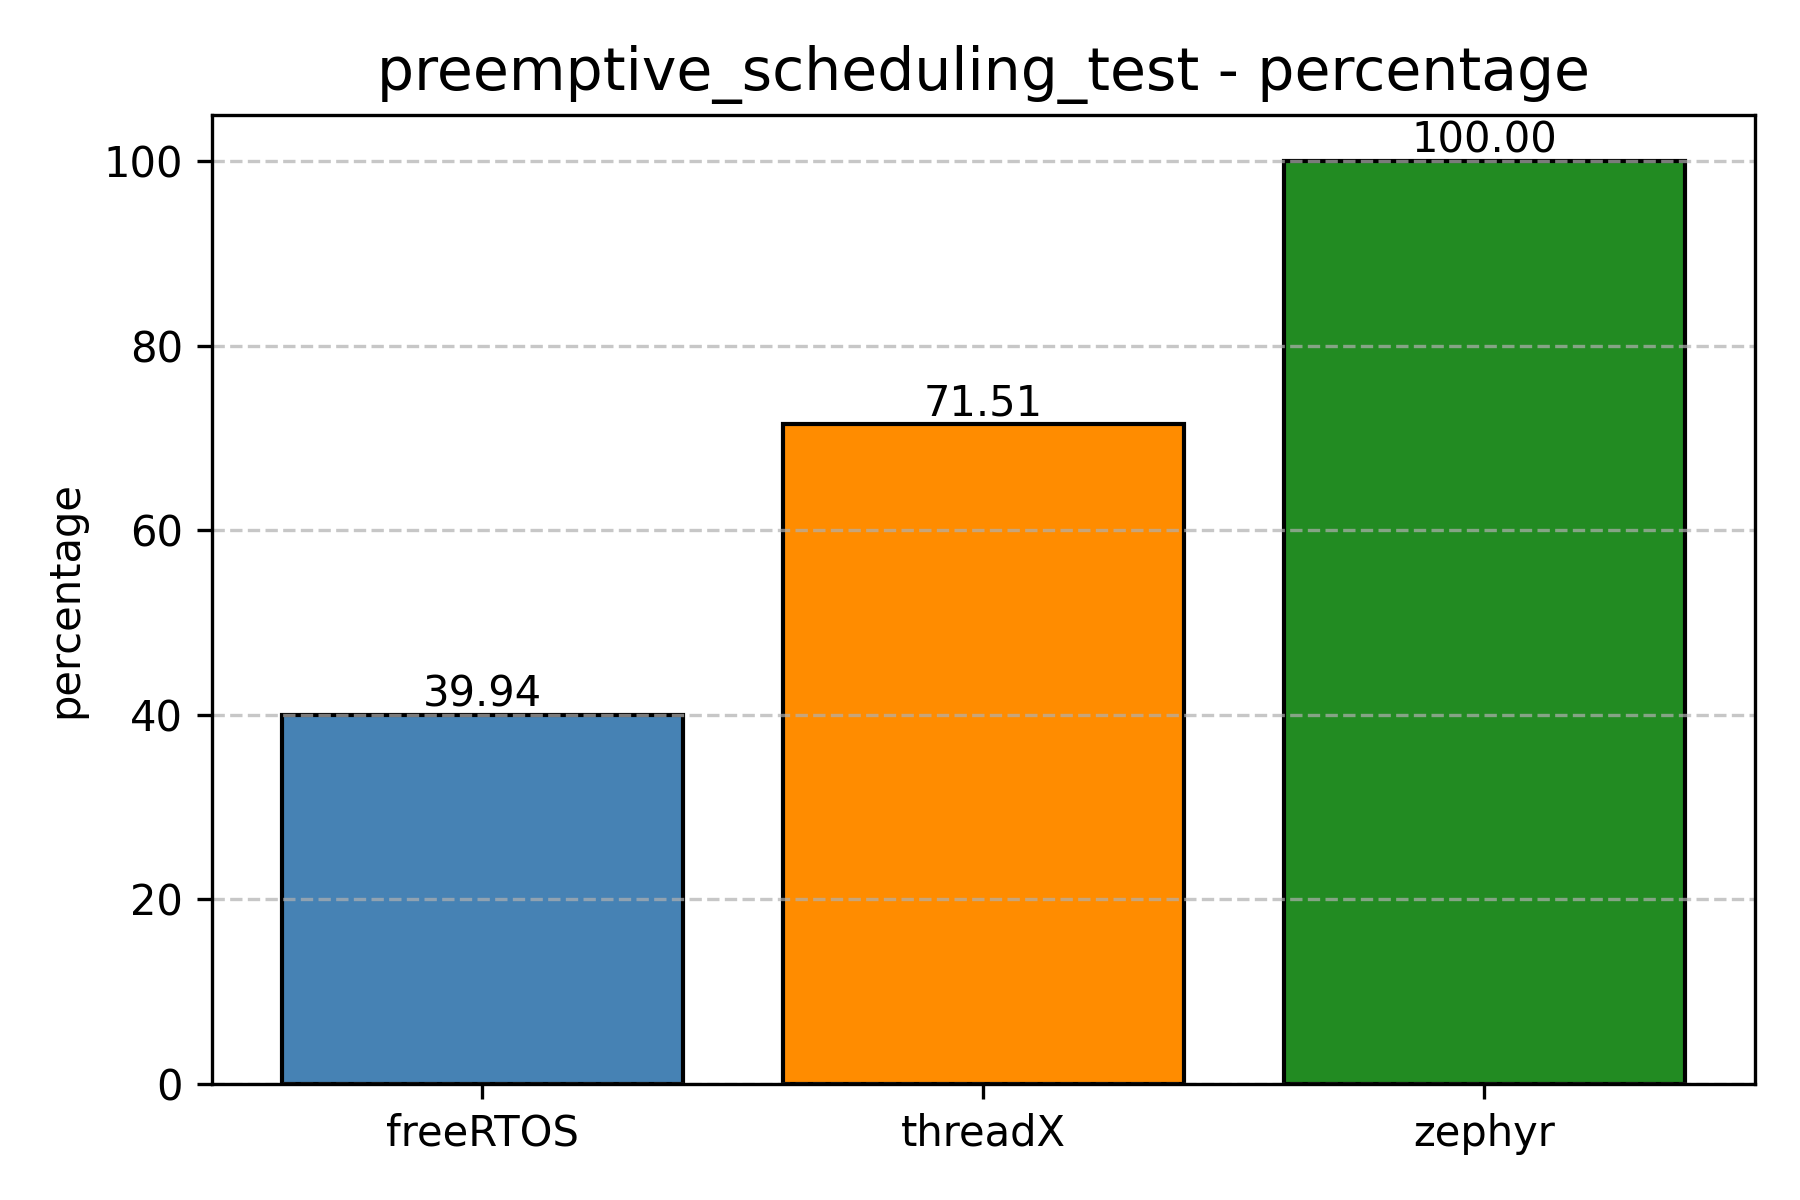 preemptive_scheduling_test - percentage
percentage
100
80
60
40
20
0
39.94
71.51
100.00
freeRTOS
threadX
zephyr